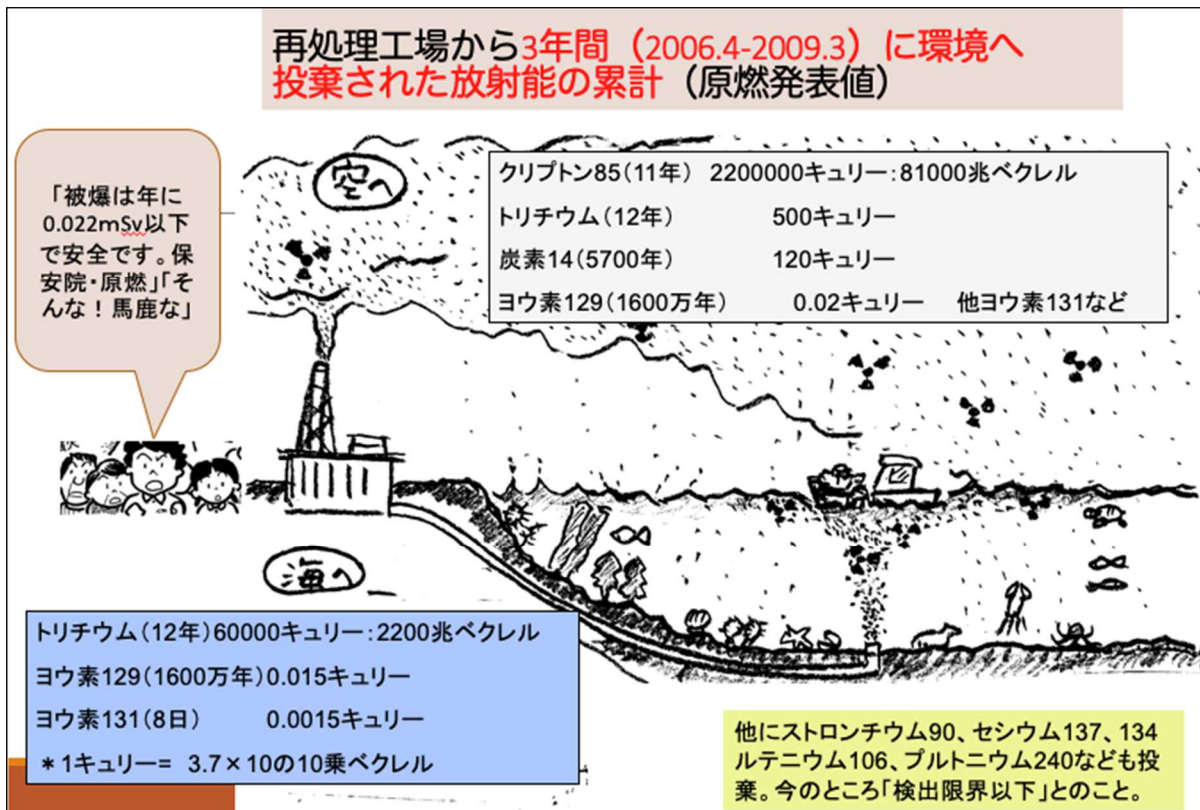 再処理工場から3年間（2006.4-2009.3）に環境へ
投棄された放射能の累計（原燃発表値）
「被爆は年に
0.022mSv以下
で安全です。保
安院・原燃」「そ
んな！馬鹿な」
空へ
クリプトン85（11年） 2200000キュリー：81000兆ベクレル
トリチウム（12年） 500キュリー
炭素14（5700年） 120キュリー
ヨウ素129（1600万年） 0.02キュリー 他ヨウ素131など
海へ
トリチウム（12年）60000キュリー：2200兆ベクレル
ヨウ素129（1600万年）0.015キュリー
ヨウ素131（8日） 0.0015キュリー
＊1キュリー＝ 3.7×10の10乗ベクレル
他にストロンチウム90、セシウム137、134
ルテニウム106、プルトニウム240なども投
棄。今のところ「検出限界以下」とのこと。